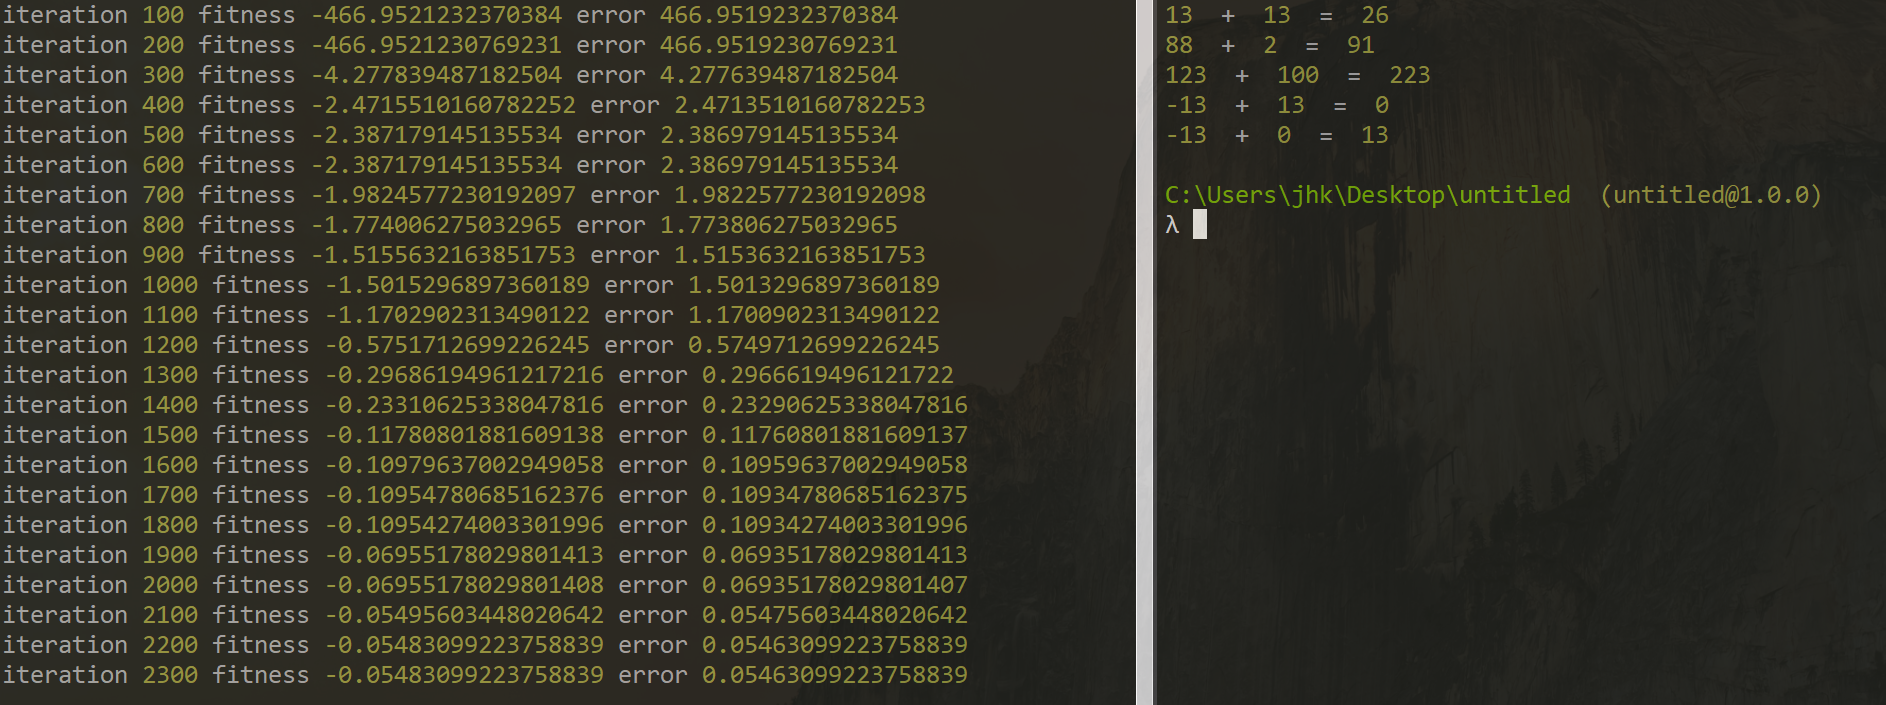 iteration 100 fitness -466.9521232370384 error 466.9519232370384
iteration 200 fitness -466.9521230769231 error 466.9519230769231
iteration 300 fitness -4.277839487182504 error 4.277639487182504
iteration 400 fitness -2.4715510160782252 error 2.4713510160782253
iteration 500 fitness -2.387179145135534 error 2.386979145135534
iteration 600 fitness -2.387179145135534 error 2.386979145135534
iteration 700 fitness -1.9824577230192097 error 1.9822577230192098
iteration 800 fitness -1.774006275032965 error 1.773806275032965
iteration 900 fitness -1.5155632163851753 error 1.5153632163851753
iteration 1000 fitness -1.5015296897360189 error 1.5013296897360189
iteration 1100 fitness -1.1702902313490122 error 1.1700902313490122
iteration 1200 fitness -0.5751712699226245 error 0.5749712699226245
iteration 1300 fitness -0.29686194961217216 error 0.2966619496121722
iteration 1400 fitness -0.23310625338047816 error 0.23290625338047816
iteration 1500 fitness -0.11780801881609138 error 0.11760801881609137
iteration 1600 fitness -0.10979637002949058 error 0.10959637002949058
iteration 1700 fitness -0.10954780685162376 error 0.10934780685162375
iteration 1800 fitness -0.10954274003301996 error 0.10934274003301996
iteration 1900 fitness -0.06955178029801413 error 0.06935178029801413
iteration 2000 fitness -0.06955178029801408 error 0.06935178029801407
iteration 2100 fitness -0.05495603448020642 error 0.05475603448020642
iteration 2200 fitness -0.05483099223758839 error 0.05463099223758839
iteration 2300 fitness -0.05483099223758839 error 0.05463099223758839
13 + 13 = 26
88 + 2 = 91
123 + 100 = 223
-13 + 13 = 0
-13 + 0 = 13
C:\Users\jhk\Desktop\untitled (untitled@1.0.0)
λ